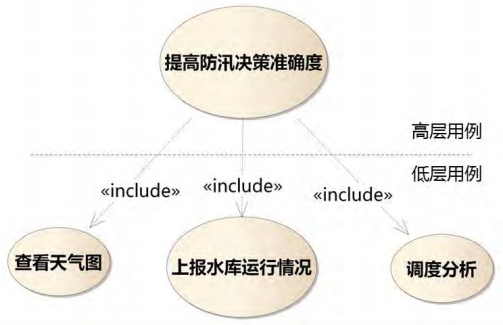 提高防汛决策准确度
高层用例
低层用例
«include»
«include»
«include»
查看天气图
上报水库运行情况
调度分析